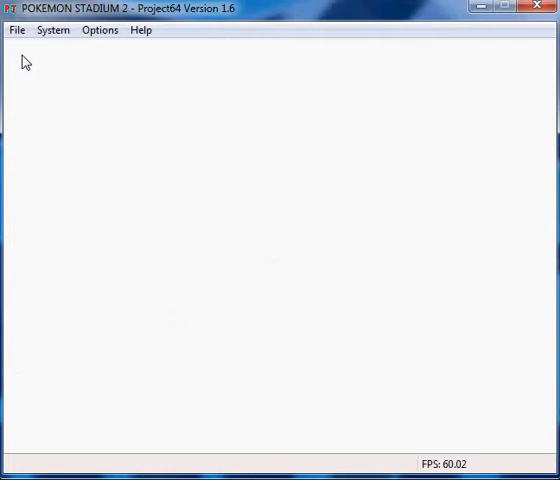 POKEMON STADIUM 2 - Project64 Version 1.6
File System Options Help
FPS: 60.02